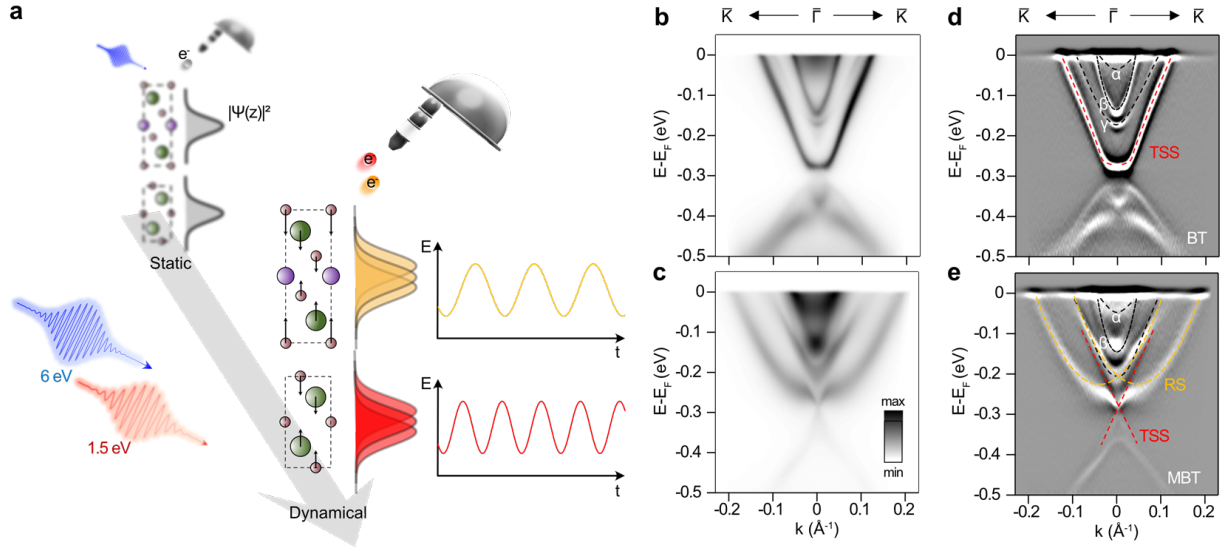 a
e-
|Ψ(z)|²
Static
6 eV
1.5 eV
e-
e-
E
t
E
t
Dynamical
b
K̅ ← Γ̅ → K̅
0
-0.1
-0.2
-0.3
-0.4
-0.5
E-E_F (eV)
c
0
-0.1
-0.2
-0.3
-0.4
-0.5
E-E_F (eV)
max
min
-0.2 -0.1 0 0.1 0.2
k (Å⁻¹)
d
K̅ ← Γ̅ → K̅
0
-0.1
-0.2
-0.3
-0.4
-0.5
E-E_F (eV)
α
β
γ
TSS
BT
e
0
-0.1
-0.2
-0.3
-0.4
-0.5
E-E_F (eV)
α
β
RS
TSS
MBT
-0.2 -0.1 0 0.1 0.2
k (Å⁻¹)